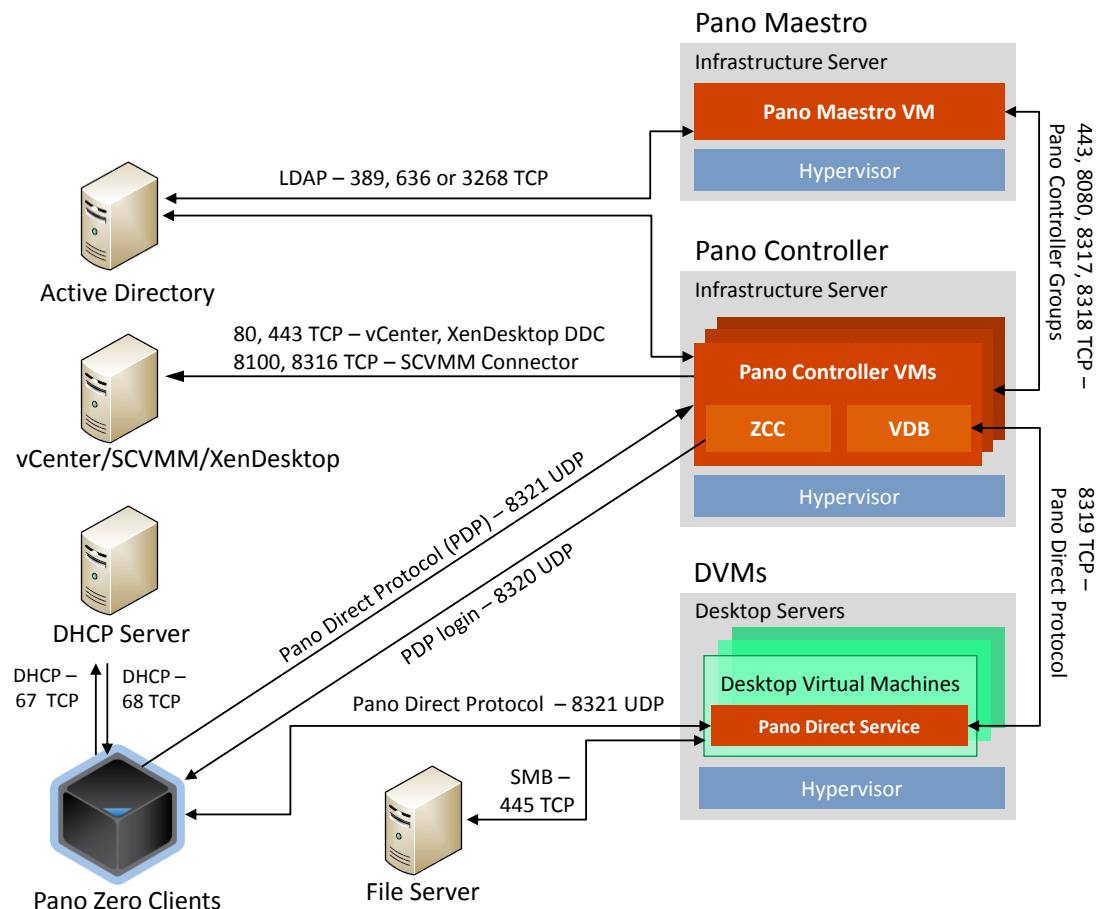 Pano Maestro
Infrastructure Server
Pano Maestro VM
Hypervisor
443, 8080, 8317, 8318 TCP –
Pano Controller Groups
LDAP – 389, 636 or 3268 TCP
Active Directory
Pano Controller
Infrastructure Server
80, 443 TCP – vCenter, XenDesktop DDC
8100, 8316 TCP – SCVMM Connector
Pano Controller VMs
ZCC
VDB
Hypervisor
vCenter/SCVMM/XenDesktop
Pano Direct Protocol (PDP) – 8321 UDP
PDP login – 8320 UDP
8319 TCP –
Pano Direct Protocol
DHCP Server
DHCP –
67 TCP
DHCP –
68 TCP
DVMs
Desktop Servers
Desktop Virtual Machines
Pano Direct Service
Hypervisor
Pano Direct Protocol – 8321 UDP
SMB –
445 TCP
File Server
Pano Zero Clients